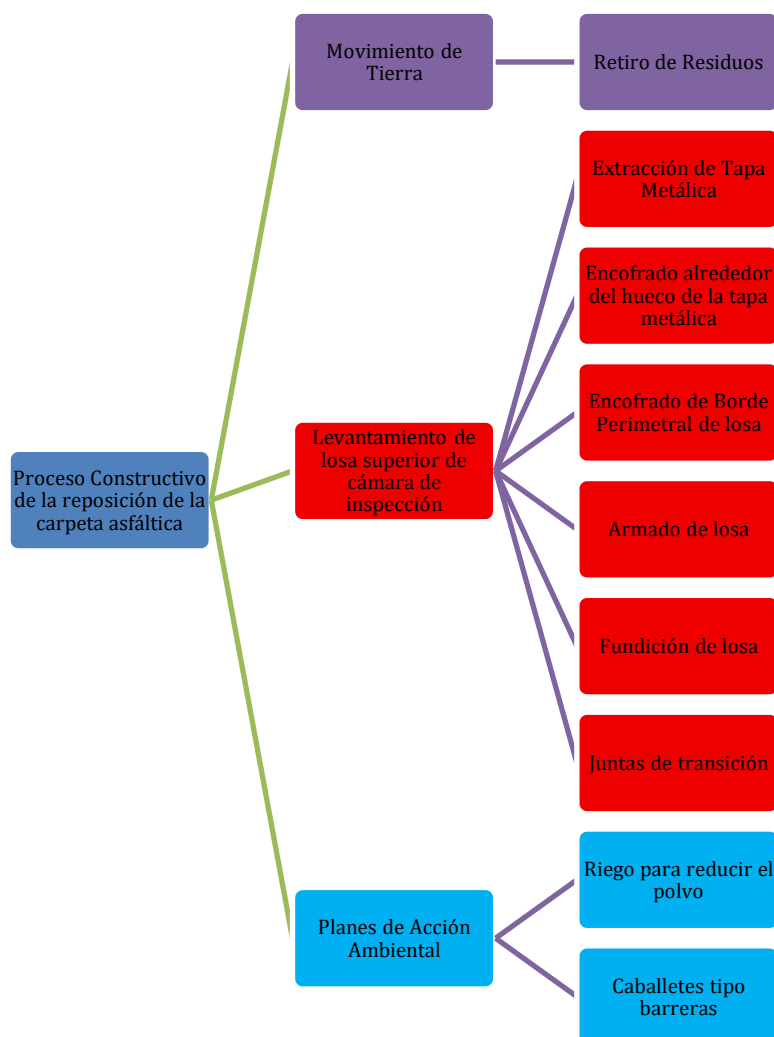 Movimiento de
Tierra
Retiro de Residuos
Extracción de Tapa
Metálica
Encofrado alrededor
del hueco de la tapa
metálica
Encofrado de Borde
Perimetral de losa
Proceso Constructivo
de la reposición de la
carpeta asfáltica
Levantamiento de
losa superior de
cámara de
inspección
Armado de losa
Fundición de losa
Juntas de transición
Planes de Acción
Ambiental
Riego para reducir el
polvo
Caballetes tipo
barreras